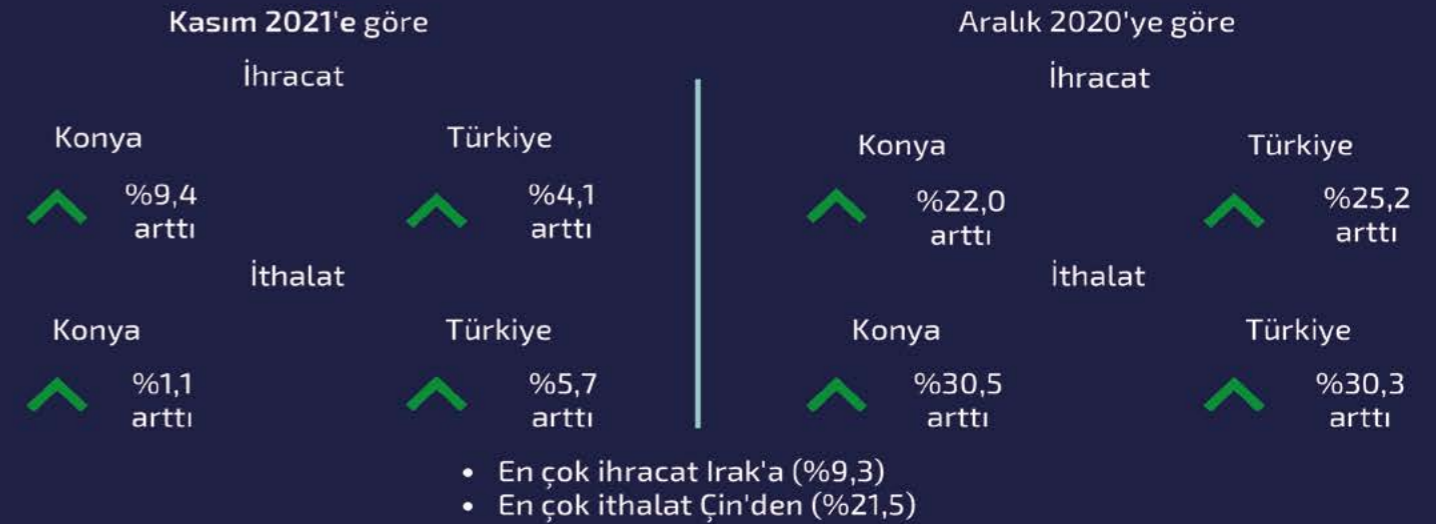 Kasım 2021'e göre
İhracat
Konya
Türkiye
%9,4
arttı
%4,1
arttı
İthalat
Konya
Türkiye
%1,1
arttı
%5,7
arttı
Aralık 2020'ye göre
İhracat
Konya
Türkiye
%22,0
arttı
%25,2
arttı
İthalat
Konya
Türkiye
%30,5
arttı
%30,3
arttı
• En çok ihracat Irak'a (%9,3)
• En çok ithalat Çin'den (%21,5)